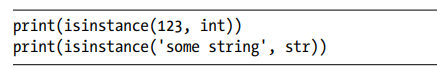 print(isinstance(123, int))
print(isinstance('some string', str))